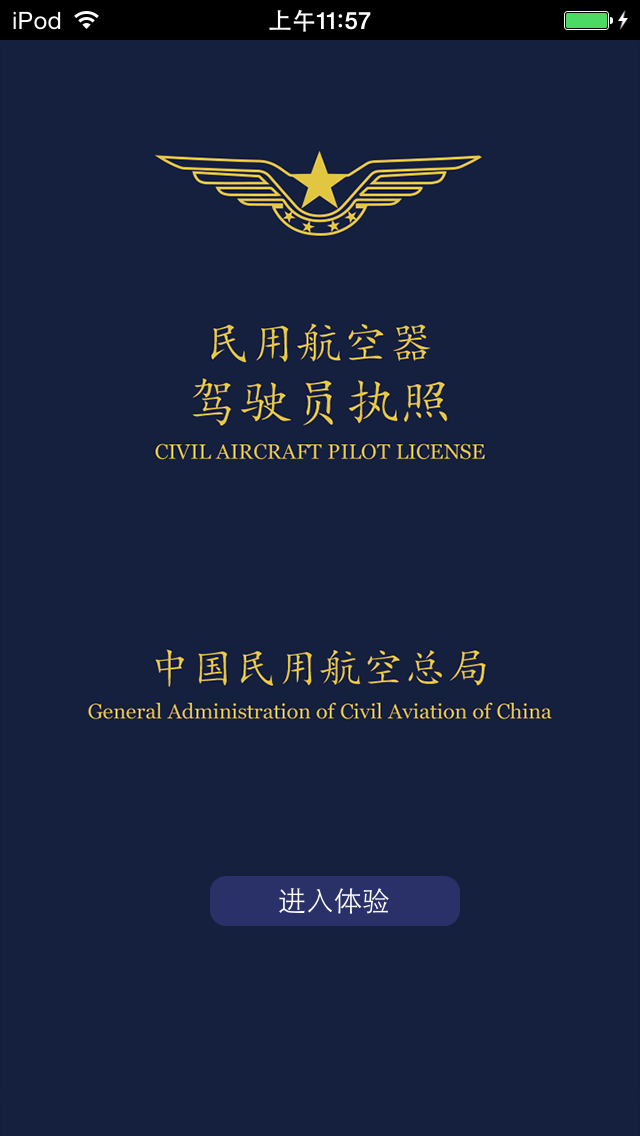 iPod 上午11:57
民用航空器
驾驶员执照
CIVIL AIRCRAFT PILOT LICENSE
中国民用航空总局
General Administration of Civil Aviation of China
进入体验